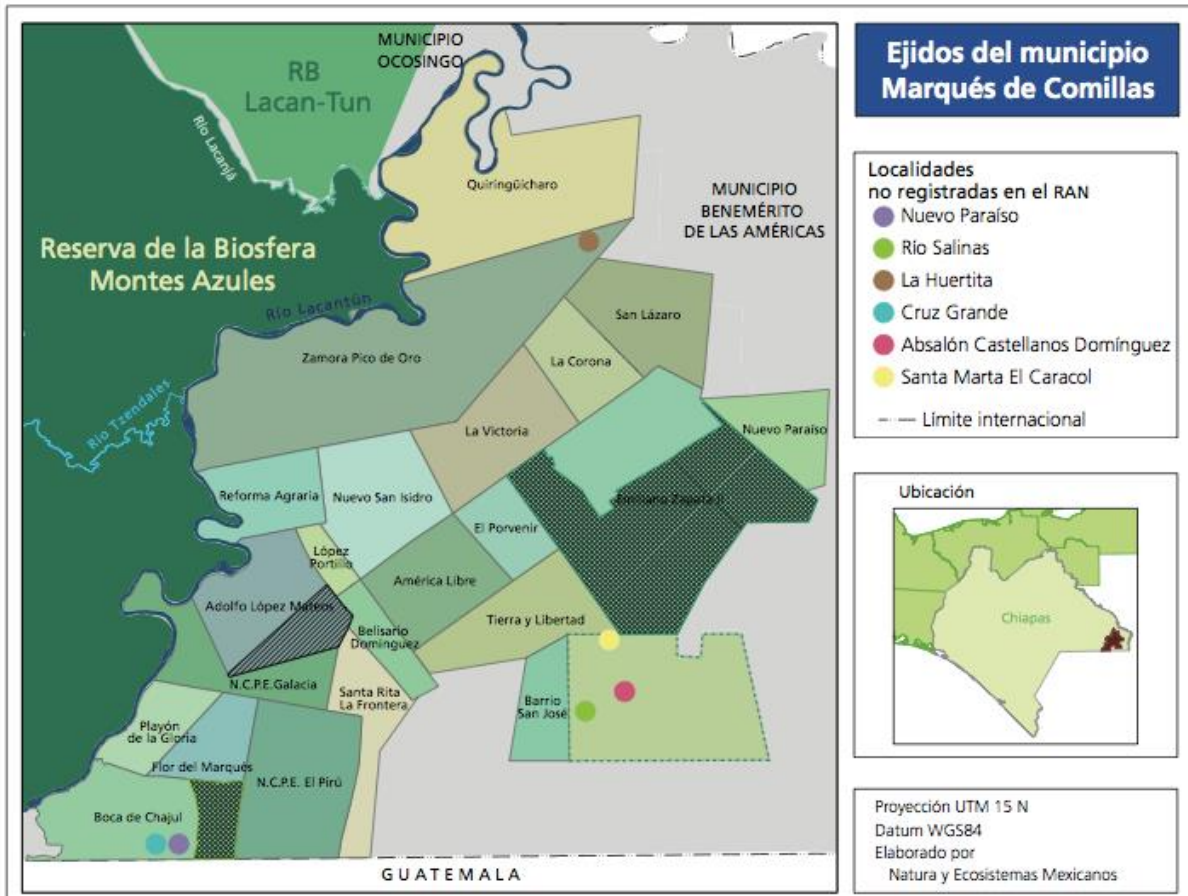 MUNICIPIO
OCOSINGO
RB
Lacan-Tun
Río Lacanjá
Quiringüicharo
MUNICIPIO
BENEMÉRITO
DE LAS AMÉRICAS
Reserva de la Biosfera
Montes Azules
Río Lacantún
San Lázaro
Zamora Pico de Oro
La Corona
Río Tzendales
La Victoria
Nuevo Paraíso
Reforma Agraria
Nuevo San Isidro
Emiliano Zapata II
El Porvenir
López
Portillo
América Libre
Adolfo López Mateos
Tierra y Libertad
Belisario
Domínguez
N.C.P.E.Galacia
Santa Rita
La Frontera
Barrio
San José
Playón
de la Gloria
Flor del Marqués
N.C.P.E. El Pirú
Boca de Chajul
GUATEMALA
Ejidos del municipio
Marqués de Comillas
Localidades
no registradas en el RAN
Nuevo Paraíso
Río Salinas
La Huertita
Cruz Grande
Absalón Castellanos Domínguez
Santa Marta El Caracol
Límite internacional
Ubicación
Chiapas
Proyección UTM 15 N
Datum WGS84
Elaborado por
Natura y Ecosistemas Mexicanos